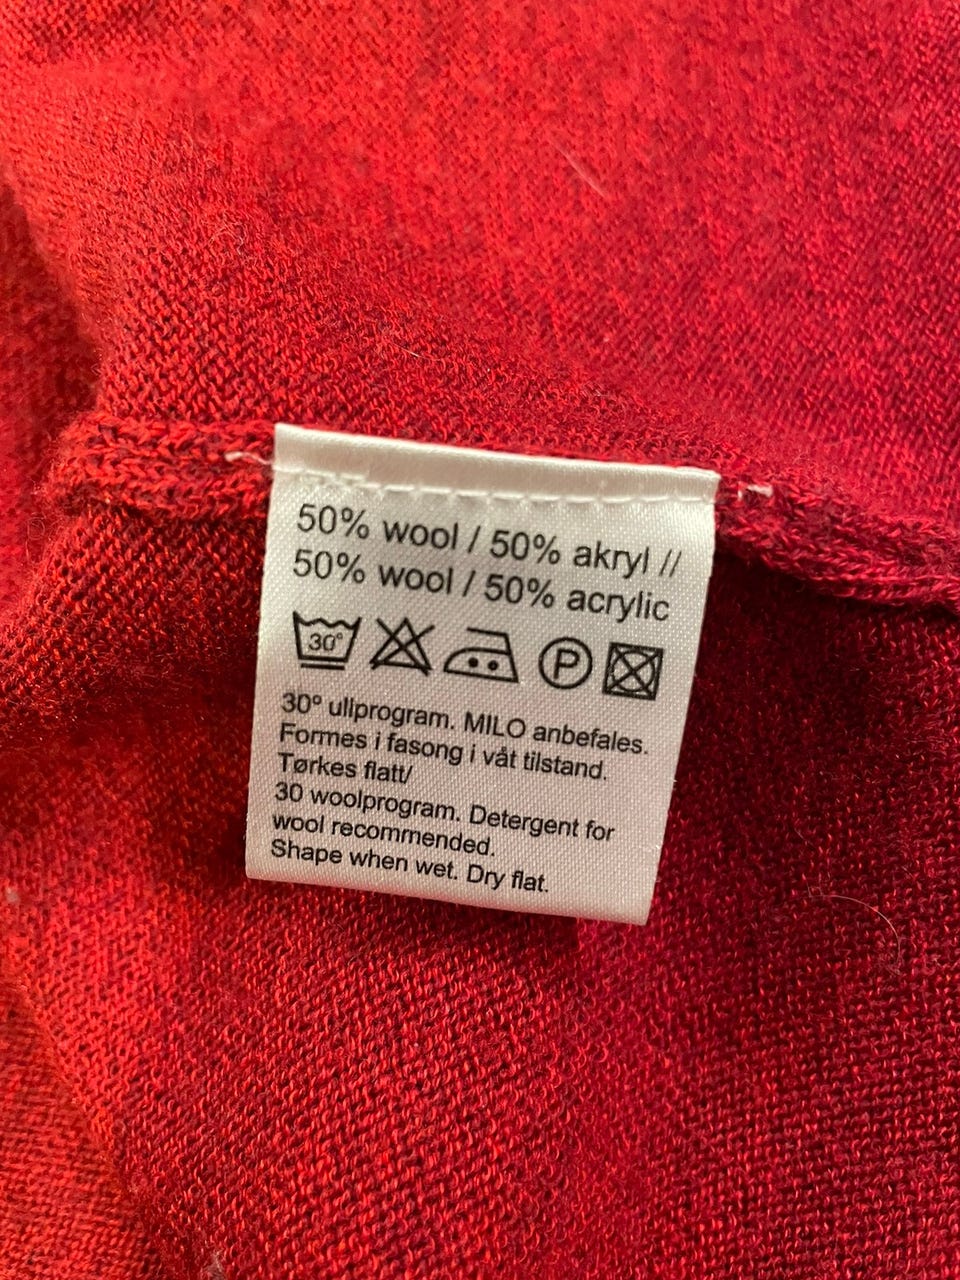 50% wool / 50% akryl //
50% wool / 50% acrylic
30°
P
30° ullprogram. MILO anbefales.
Formes i fasong i våt tilstand.
Tørkes flatt/
30 woolprogram. Detergent for
wool recommended.
Shape when wet. Dry flat.